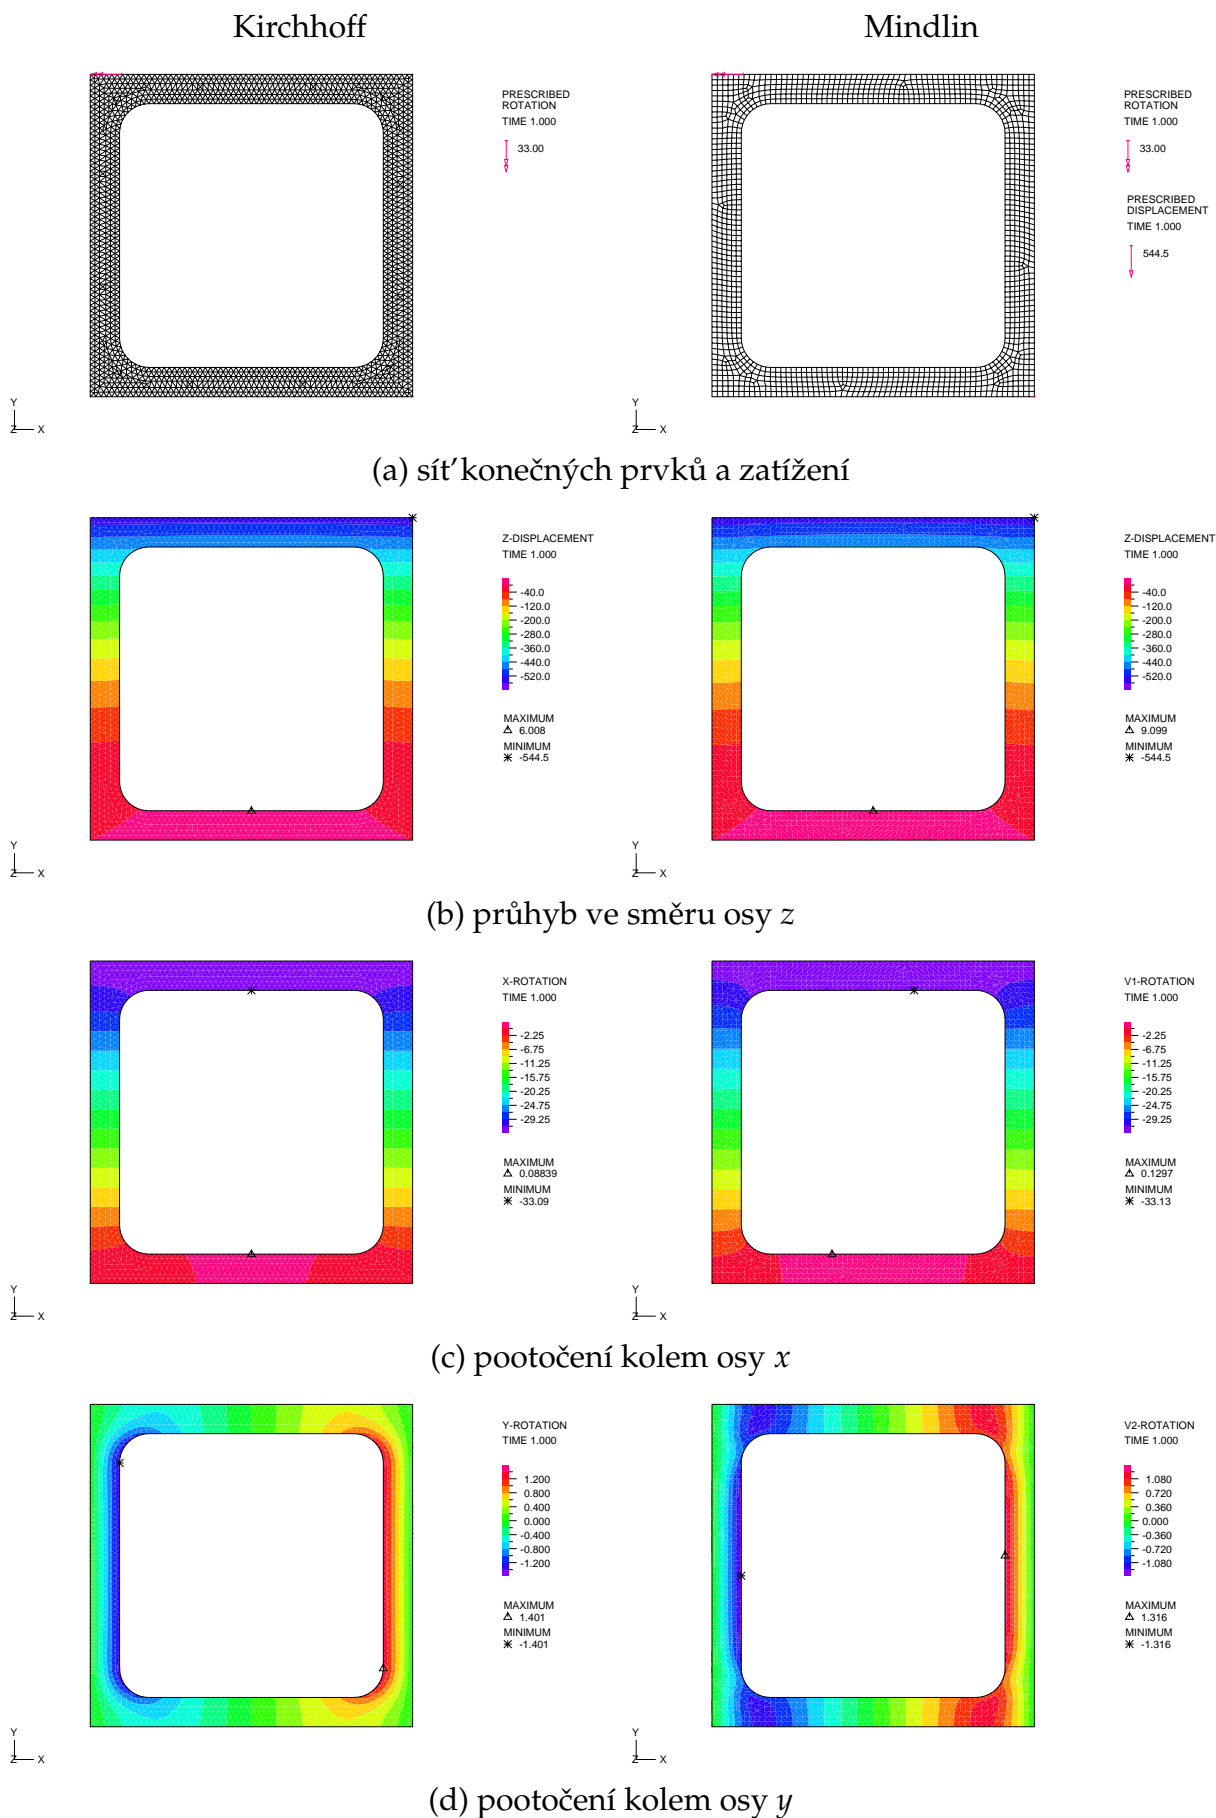 Kirchhoff
Mindlin
PRESCRIBED
ROTATION
TIME 1.000
33.00
Y
Z X
PRESCRIBED
ROTATION
TIME 1.000
33.00
PRESCRIBED
DISPLACEMENT
TIME 1.000
544.5
Y
Z X
(a) síť konečných prvků a zatížení
Z-DISPLACEMENT
TIME 1.000
-40.0
-120.0
-200.0
-280.0
-360.0
-440.0
-520.0
MAXIMUM
6.008
MINIMUM
-544.5
Y
Z X
Z-DISPLACEMENT
TIME 1.000
-40.0
-120.0
-200.0
-280.0
-360.0
-440.0
-520.0
MAXIMUM
9.099
MINIMUM
-544.5
Y
Z X
(b) průhyb ve směru osy z
X-ROTATION
TIME 1.000
-2.25
-6.75
-11.25
-15.75
-20.25
-24.75
-29.25
MAXIMUM
0.08839
MINIMUM
-33.09
Y
Z X
V1-ROTATION
TIME 1.000
-2.25
-6.75
-11.25
-15.75
-20.25
-24.75
-29.25
MAXIMUM
0.1297
MINIMUM
-33.13
Y
Z X
(c) pootočení kolem osy x
Y-ROTATION
TIME 1.000
1.200
0.800
0.400
0.000
-0.400
-0.800
-1.200
MAXIMUM
1.401
MINIMUM
-1.401
Y
Z X
V2-ROTATION
TIME 1.000
1.080
0.720
0.360
0.000
-0.360
-0.720
-1.080
MAXIMUM
1.316
MINIMUM
-1.316
Y
Z X
(d) pootočení kolem osy y